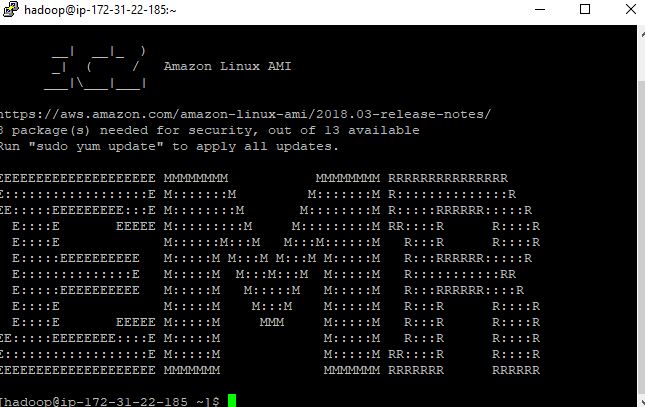 hadoop@ip-172-31-22-185:~
       __|  __|_  )
       _|  (     /   Amazon Linux AMI
      ___|\___|___|
https://aws.amazon.com/amazon-linux-ami/2018.03-release-notes/
8 package(s) needed for security, out of 13 available
Run "sudo yum update" to apply all updates.
EEEEEEEEEEEEEEEEEEEE MMMMMMMM           MMMMMMMM RRRRRRRRRRRRRRR
E::::::::::::::::::E M:::::::M         M:::::::M R::::::::::::::R
EE:::::EEEEEEEEE:::E M::::::::M       M::::::::M R:::::RRRRRR:::::R
  E::::E       EEEEE M:::::::::M     M:::::::::M RR::::R      R::::R
  E::::E             M::::::M:::M   M:::M::::::M   R:::R      R::::R
  E:::::EEEEEEEEEE   M:::::M M:::M M:::M M:::::M   R:::RRRRRR:::::R
  E::::::::::::::E   M:::::M  M:::M:::M  M:::::M   R:::::::::::RR
  E:::::EEEEEEEEEE   M:::::M   M:::::M   M:::::M   R:::RRRRRR::::R
  E::::E             M:::::M    M:::M    M:::::M   R:::R      R::::R
  E::::E       EEEEE M:::::M     MMM     M:::::M   R:::R      R::::R
EE:::::EEEEEEEE::::E M:::::M             M:::::M   R:::R      R::::R
E::::::::::::::::::E M:::::M             M:::::M RR::::R      R::::R
EEEEEEEEEEEEEEEEEEEE MMMMMMM             MMMMMMM RRRRRRR      RRRRRR
[hadoop@ip-172-31-22-185 ~]$